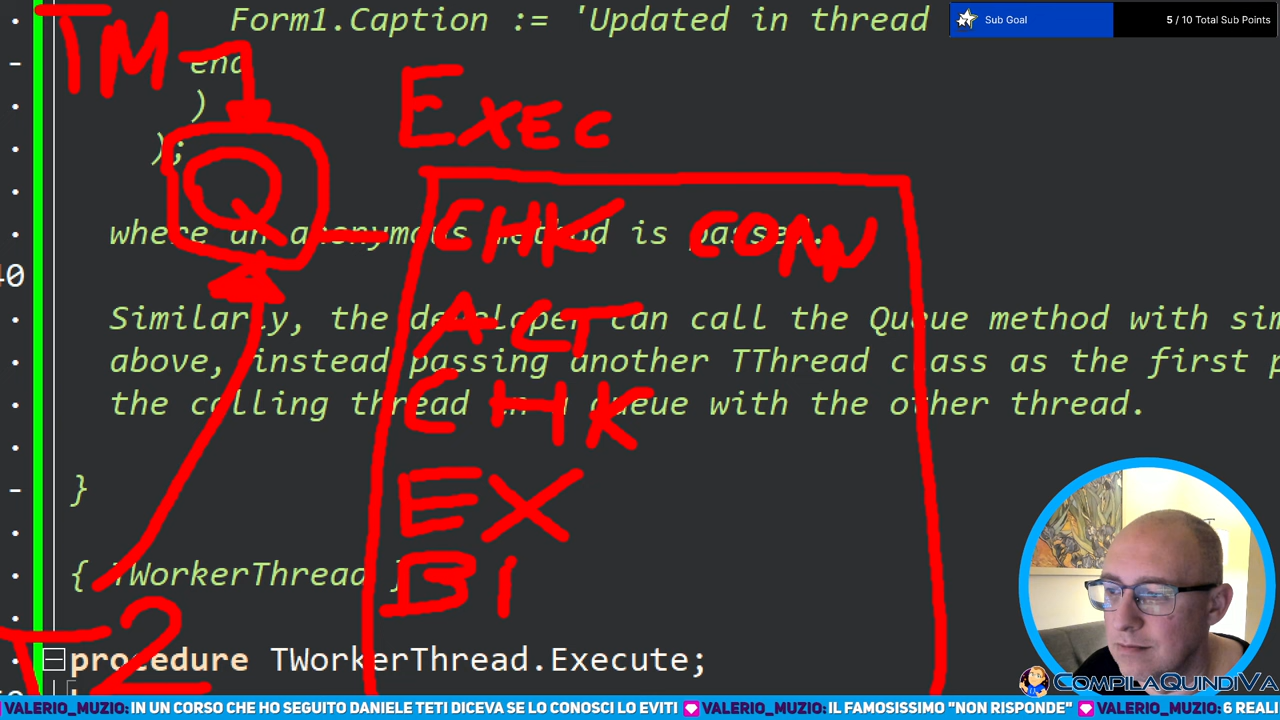 Form1.Caption := 'Updated in thread
Sub Goal
5 / 10 Total Sub Points
TM
end
)
);
EXEC
Q
where an anonymous method is passed.
CHK CONN
40
Similarly, the developer can call the Queue method with sim
ACT
above, instead passing another TThread class as the first p
CHK
the calling thread in a queue with the other thread.
EX
}
BI
{ TWorkerThread }
T2
procedure TWorkerThread.Execute;
COMPILAQUINDIVA
VALERIO_MUZIO: IN UN CORSO CHE HO SEGUITO DANIELE TETI DICEVA SE LO CONOSCI LO EVITI VALERIO_MUZIO: IL FAMOSISSIMO "NON RISPONDE" VALERIO_MUZIO: 6 REALI